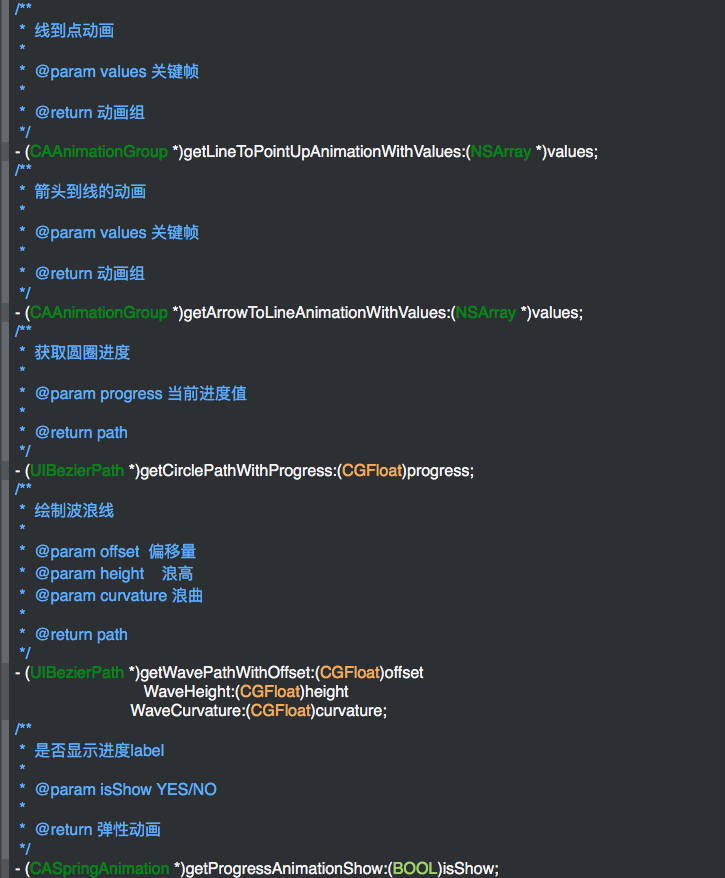 /**
 *  线到点动画
 *
 *  @param values 关键帧
 *
 *  @return 动画组
 */
- (CAAnimationGroup *)getLineToPointUpAnimationWithValues:(NSArray *)values;
/**
 *  箭头到线的动画
 *
 *  @param values 关键帧
 *
 *  @return 动画组
 */
- (CAAnimationGroup *)getArrowToLineAnimationWithValues:(NSArray *)values;
/**
 *  获取圆圈进度
 *
 *  @param progress 当前进度值
 *
 *  @return path
 */
- (UIBezierPath *)getCirclePathWithProgress:(CGFloat)progress;
/**
 *  绘制波浪线
 *
 *  @param offset  偏移量
 *  @param height    浪高
 *  @param curvature 浪曲
 *
 *  @return path
 */
- (UIBezierPath *)getWavePathWithOffset:(CGFloat)offset
                             WaveHeight:(CGFloat)height
                          WaveCurvature:(CGFloat)curvature;
/**
 *  是否显示进度label
 *
 *  @param isShow YES/NO
 *
 *  @return 弹性动画
 */
- (CASpringAnimation *)getProgressAnimationShow:(BOOL)isShow;